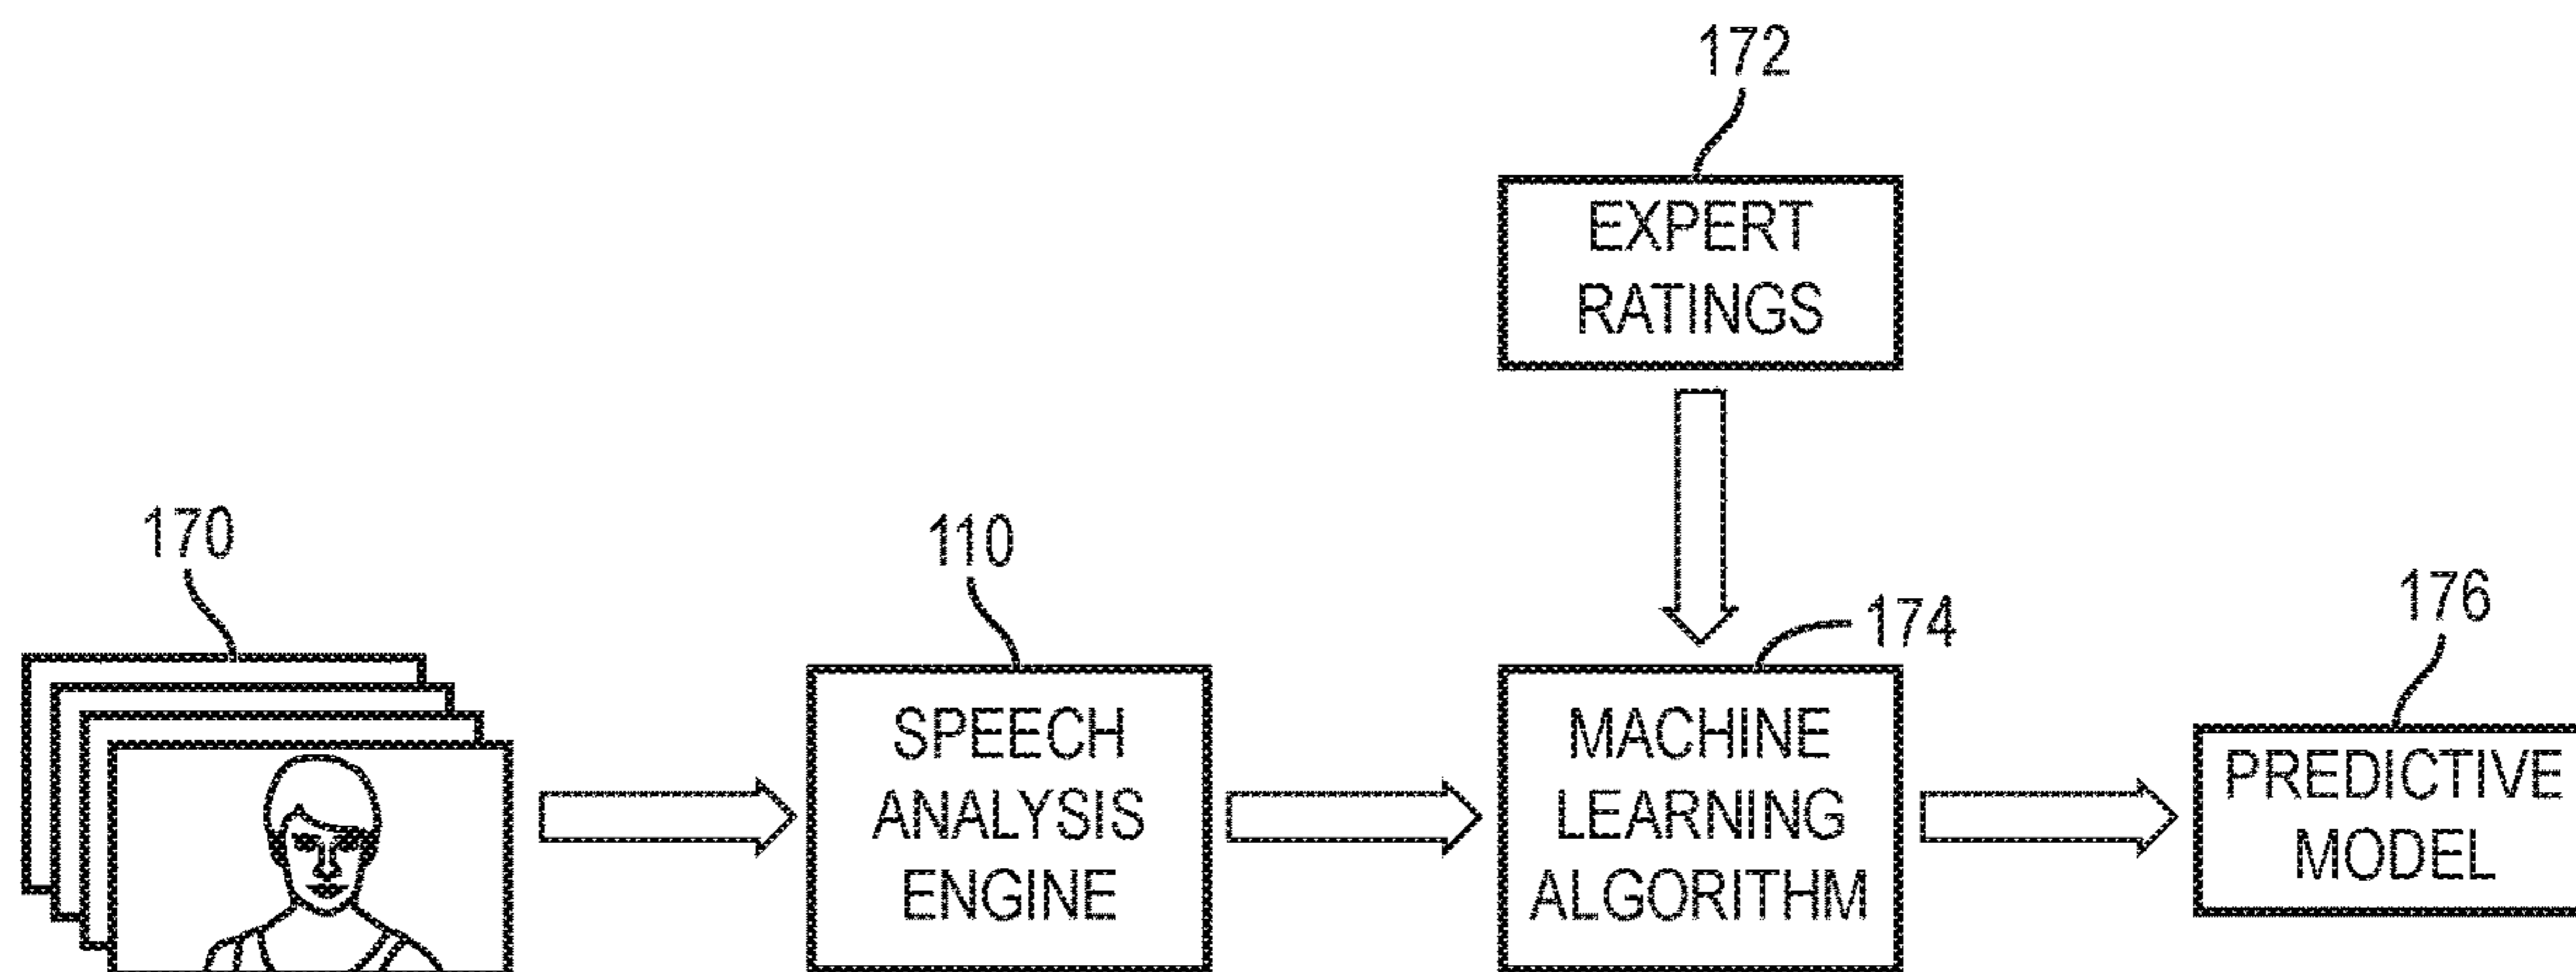 172
EXPERT
RATINGS
170
110
174
176
SPEECH
ANALYSIS
ENGINE
MACHINE
LEARNING
ALGORITHM
PREDICTIVE
MODEL